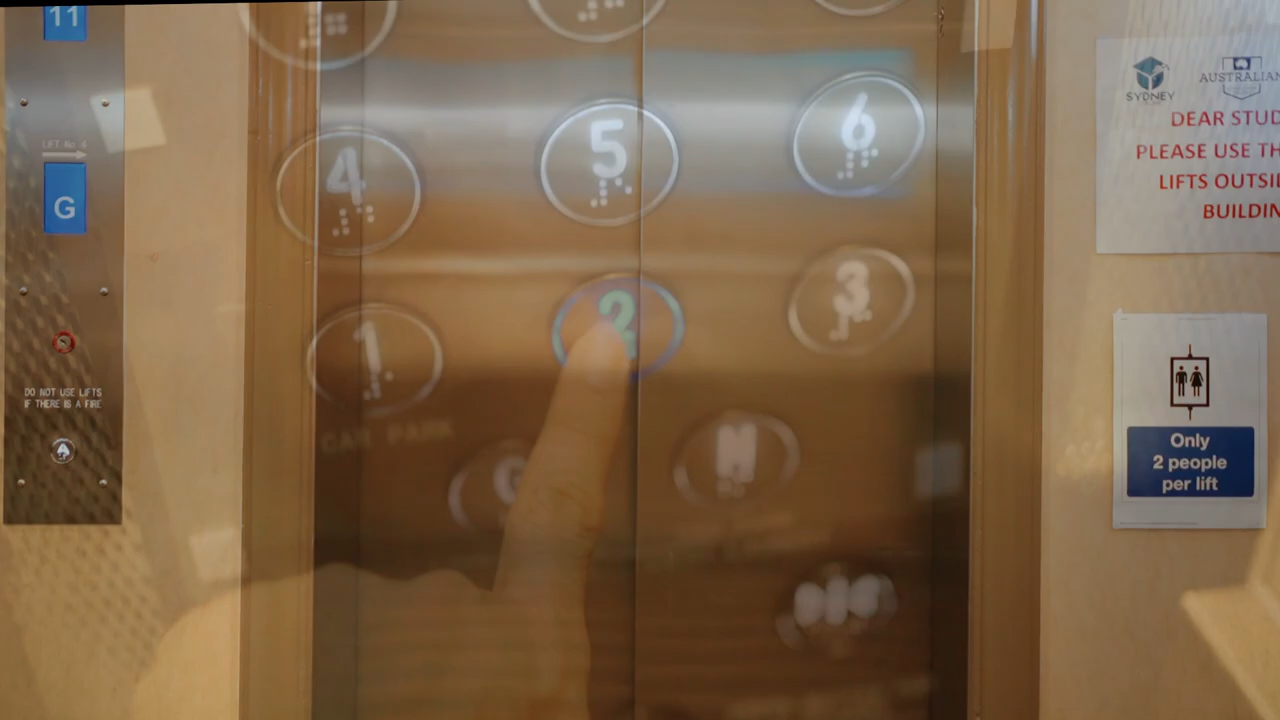 11
LIFT No. 4
G
DO NOT USE LIFTS
IF THERE IS A FIRE
4
5
6
1
2
3
CAR PARK
G
M
SYDNEY
AUSTRALIAN
DEAR STUD
PLEASE USE TH
LIFTS OUTSI
BUILDIN
Only
2 people
per lift